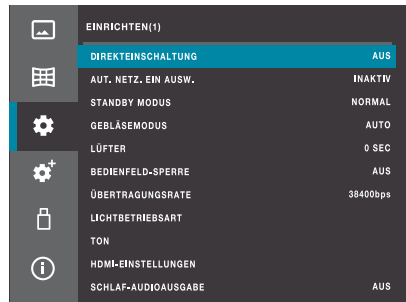 EINRICHTEN(1)
DIREKTEINSCHALTUNG AUS
AUT. NETZ. EIN AUSW. INAKTIV
STANDBY MODUS NORMAL
GEBLÄSEMODUS AUTO
LÜFTER 0 SEC
BEDIENFELD-SPERRE AUS
ÜBERTRAGUNGSRATE 38400bps
LICHTBETRIEBSART
TON
HDMI-EINSTELLUNGEN
SCHLAF-AUDIOAUSGABE AUS